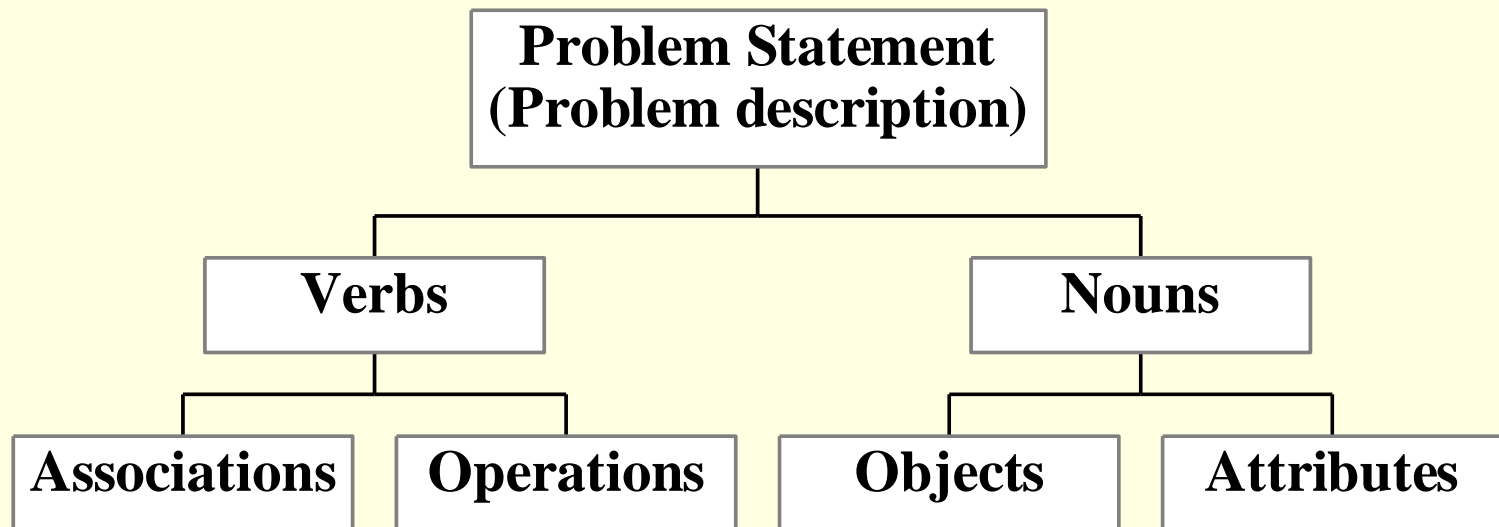 Problem Statement
(Problem description)
Verbs
Nouns
Associations
Operations
Objects
Attributes